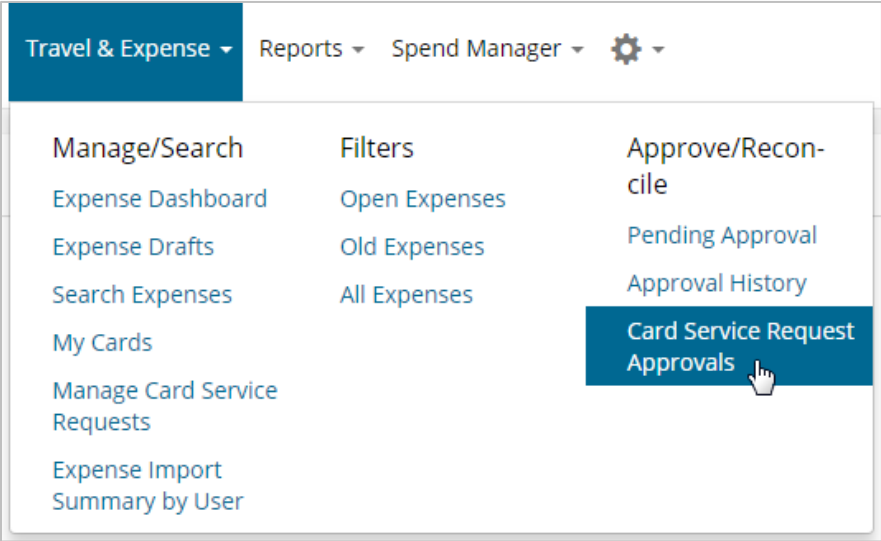 Travel & Expense Reports Spend Manager
Manage/Search
Expense Dashboard
Expense Drafts
Search Expenses
My Cards
Manage Card Service
Requests
Expense Import
Summary by User
Filters
Open Expenses
Old Expenses
All Expenses
Approve/Recon-
cile
Pending Approval
Approval History
Card Service Request
Approvals